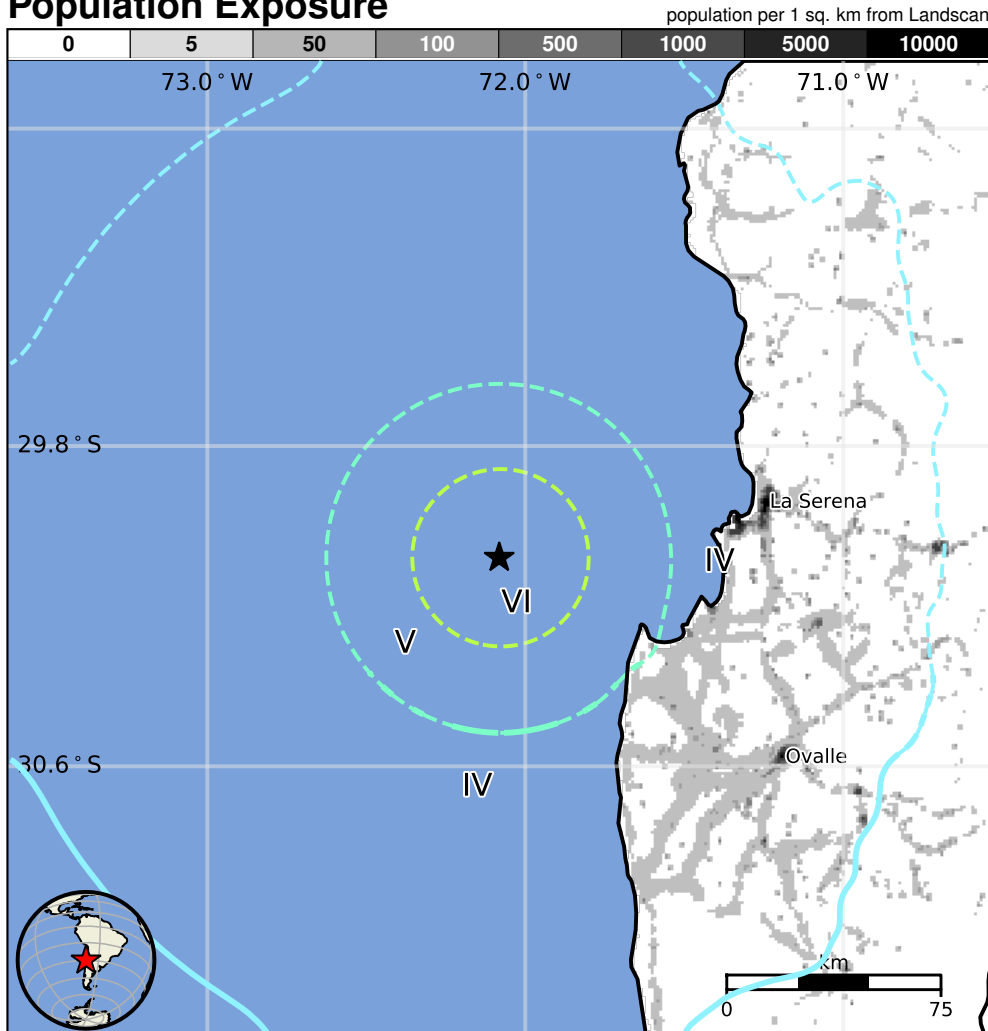 Population Exposure
population per 1 sq. km from Landscan
0 5 50 100 500 1000 5000 10000
73.0°W 72.0°W 71.0°W
29.8°S
La Serena
IV
VI
V
30.6°S
Ovalle
IV
km
0 75